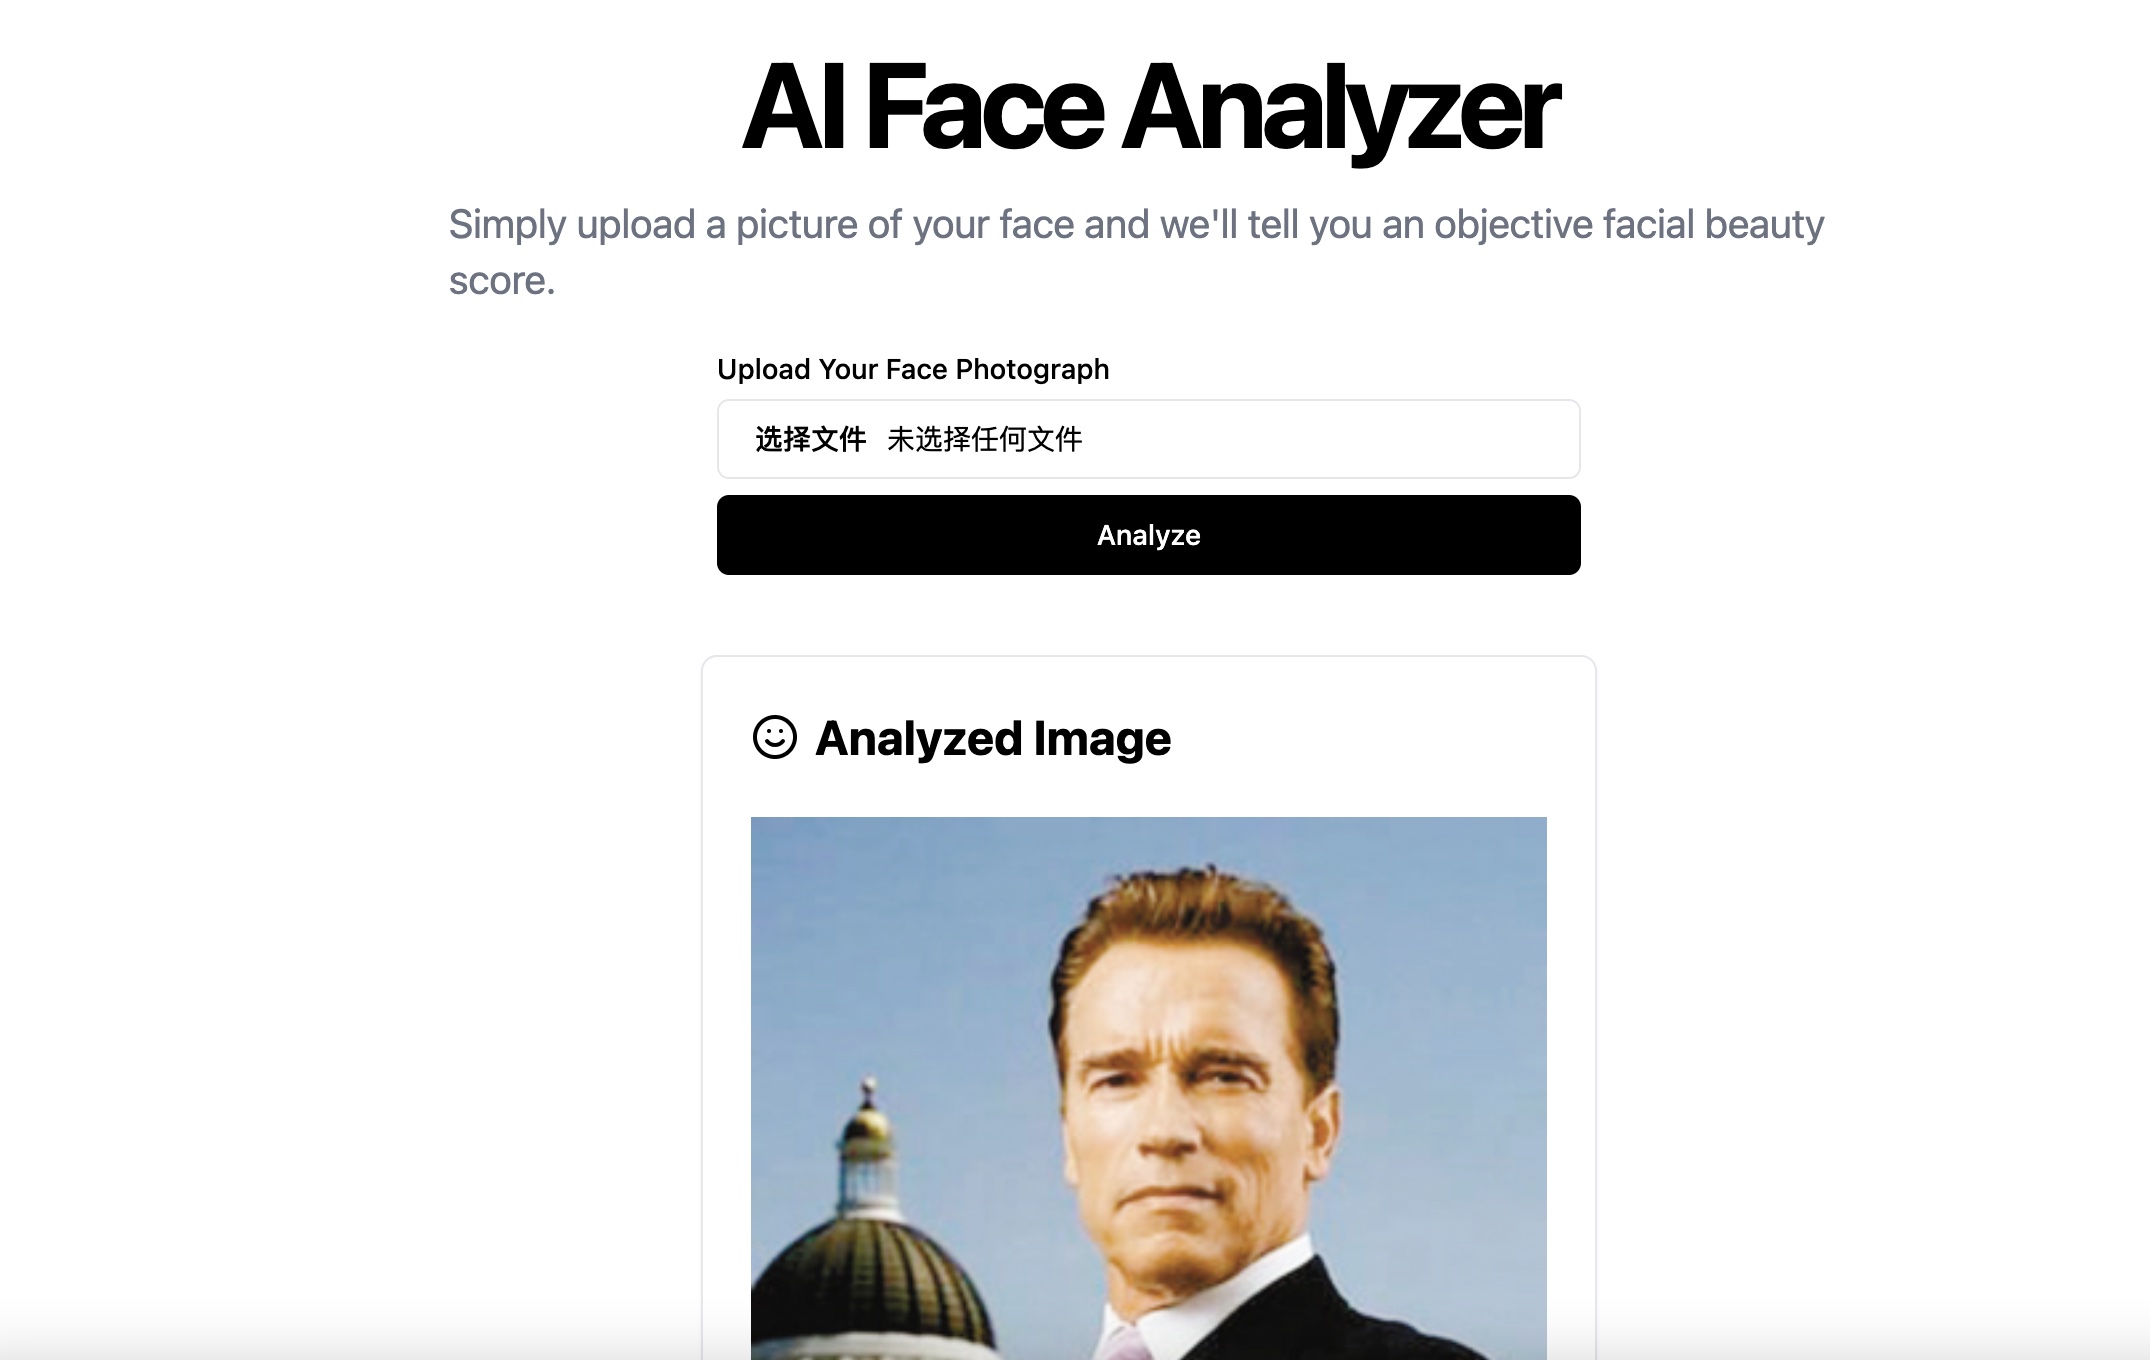 AI Face Analyzer
Simply upload a picture of your face and we'll tell you an objective facial beauty
score.
Upload Your Face Photograph
选择文件 未选择任何文件
Analyze
Analyzed Image